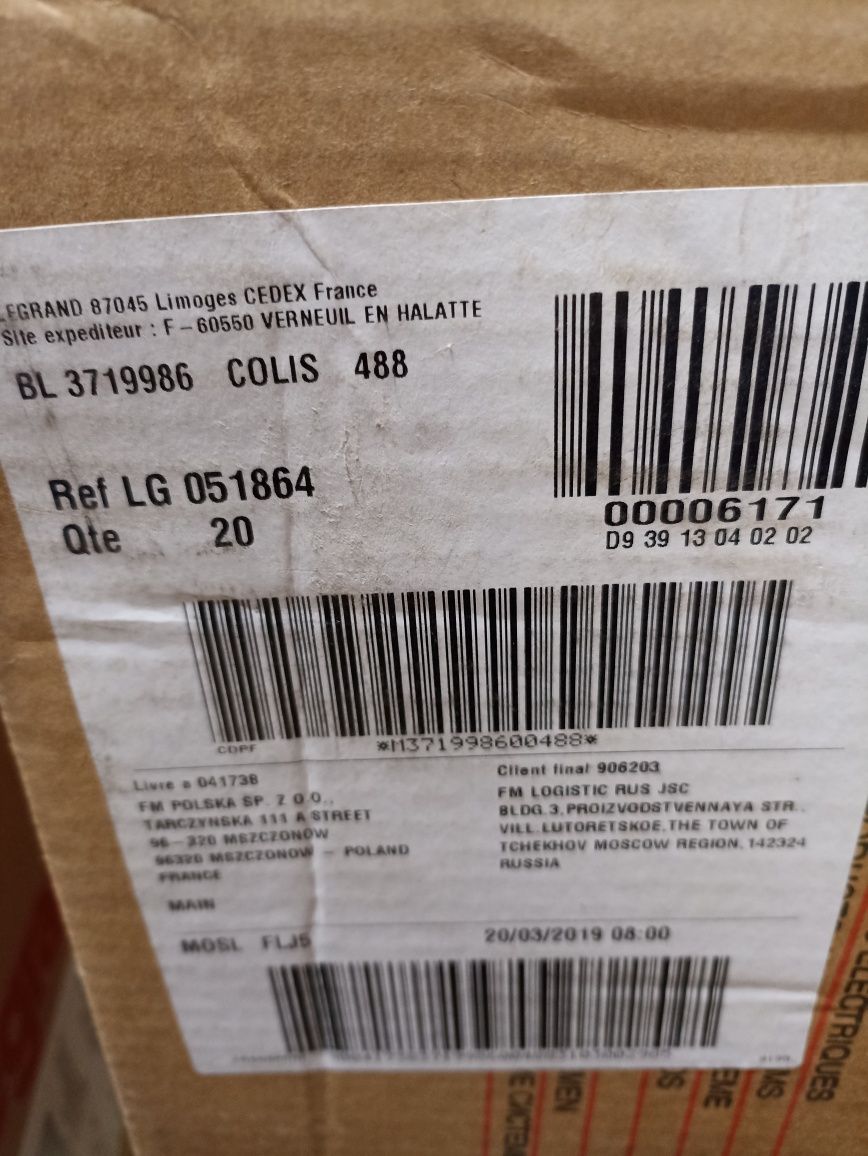 LEGRAND 87045 Limoges CEDEX France
Site expediteur : F-60550 VERNEUIL EN HALATTE
BL 3719986 COLIS 488
Ref LG 051864
Qte 20
00006171
D9 39 13 04 02 02
CDPF
*M371998600488*
Livre a 041738
FM POLSKA SP. Z O.O..
TARCZYNSKA 111 A STREET
96-320 MSZCZONOW
96320 MSZCZONOW - POLAND
FRANCE
MAIN
Client final 906203
FM LOGISTIC RUS JSC
BLDG.3.PROIZVODSTVENNAYA STR..
VILL.LUTORETSKOE.THE TOWN OF
TCHEKHOV MOSCOW REGION.142324
RUSSIA
MOSL FLJ5
20/03/2019 08:00
ELECTRIQUES